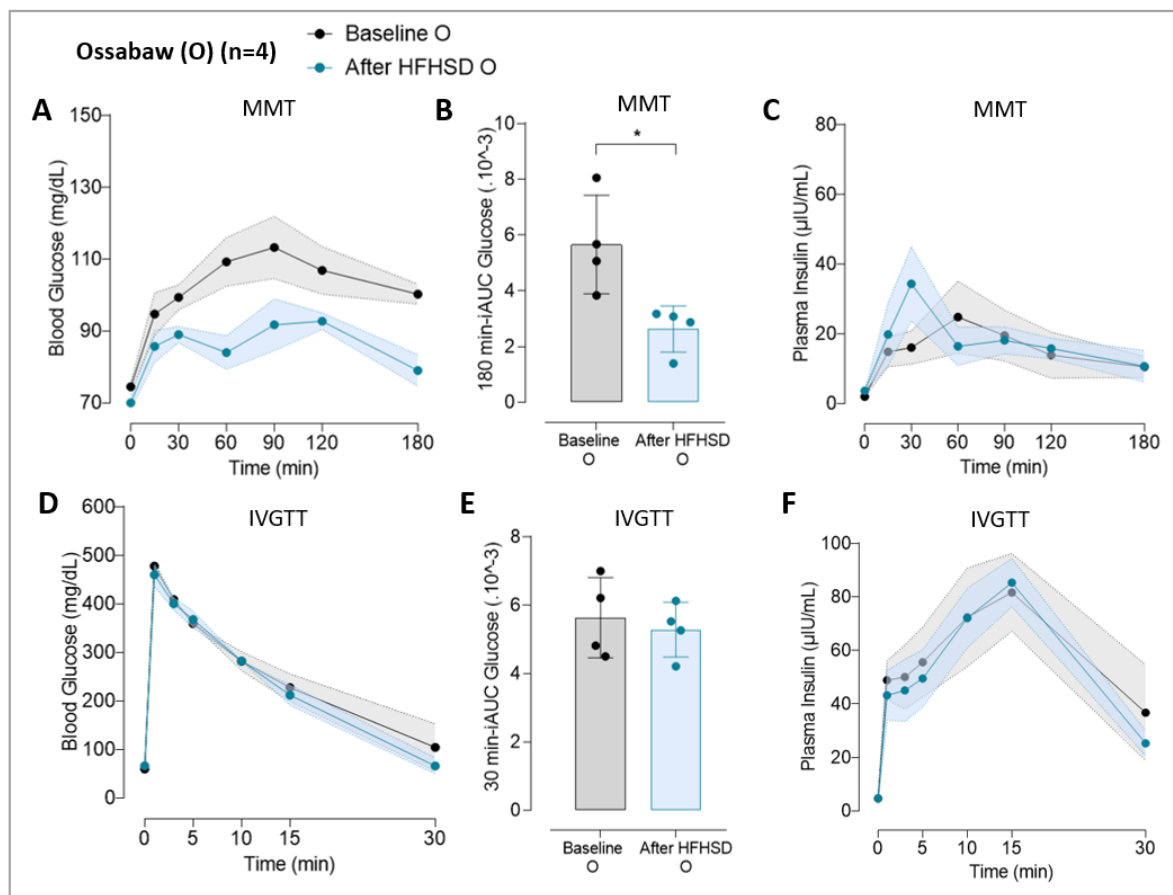 Ossabaw (O) (n=4)
Baseline O
After HFHSD O
A
MMT
Blood Glucose (mg/dL)
150
130
110
90
70
0 30 60 90 120 180
Time (min)
B
MMT
180 min-iAUC Glucose (.10^-3)
10
8
6
4
2
0
*
Baseline
O
After HFHSD
O
C
MMT
Plasma Insulin (µIU/mL)
80
60
40
20
0
0 30 60 90 120 180
Time (min)
D
IVGTT
Blood Glucose (mg/dL)
600
500
400
300
200
100
0
0 5 10 15 30
Time (min)
E
IVGTT
30 min-iAUC Glucose (.10^-3)
8
6
4
2
0
Baseline
O
After HFHSD
O
F
IVGTT
Plasma Insulin (µIU/mL)
100
80
60
40
20
0
0 5 10 15 30
Time (min)